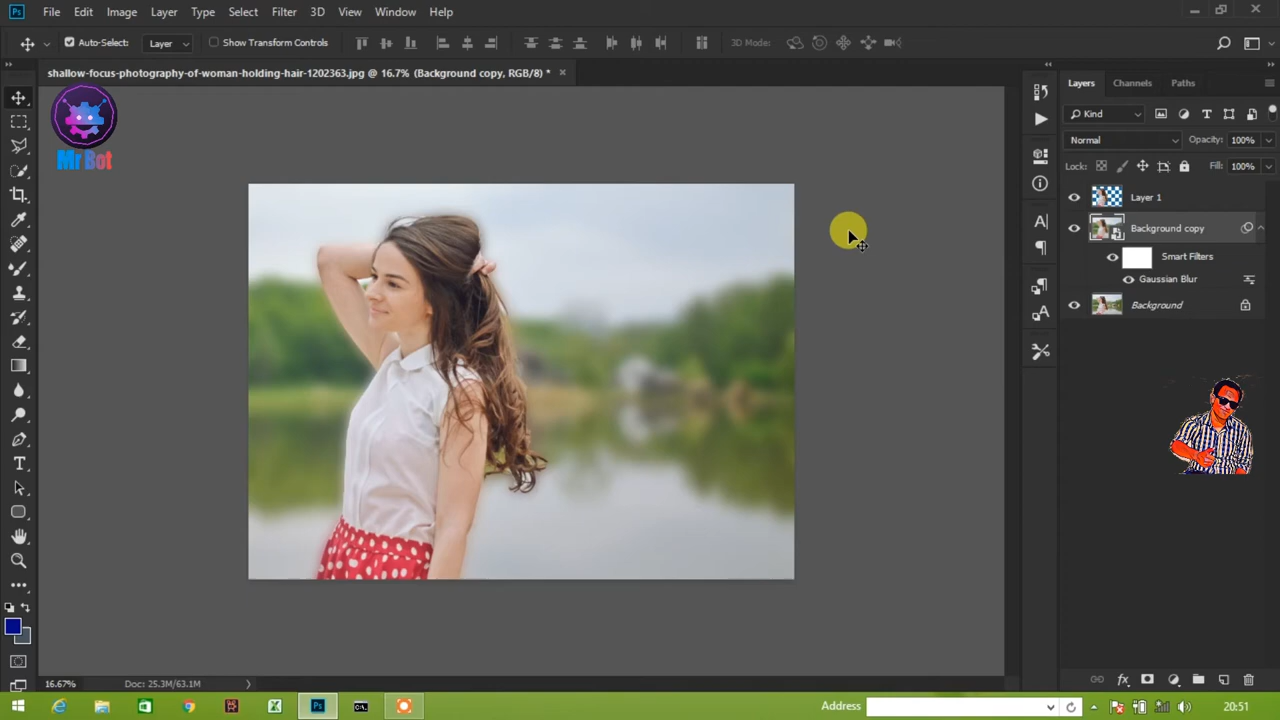 Ps File Edit Image Layer Type Select Filter 3D View Window Help
Auto-Select: Layer Show Transform Controls 3D Mode:
shallow-focus-photography-of-woman-holding-hair-1202363.jpg @ 16.7% (Background copy, RGB/8) *
Mr Bot
Layers Channels Paths
Kind
Normal Opacity: 100%
Lock: Fill: 100%
Layer 1
Background copy
Smart Filters
Gaussian Blur
Background
16.67% Doc: 25.3M/63.1M
Address 20:51